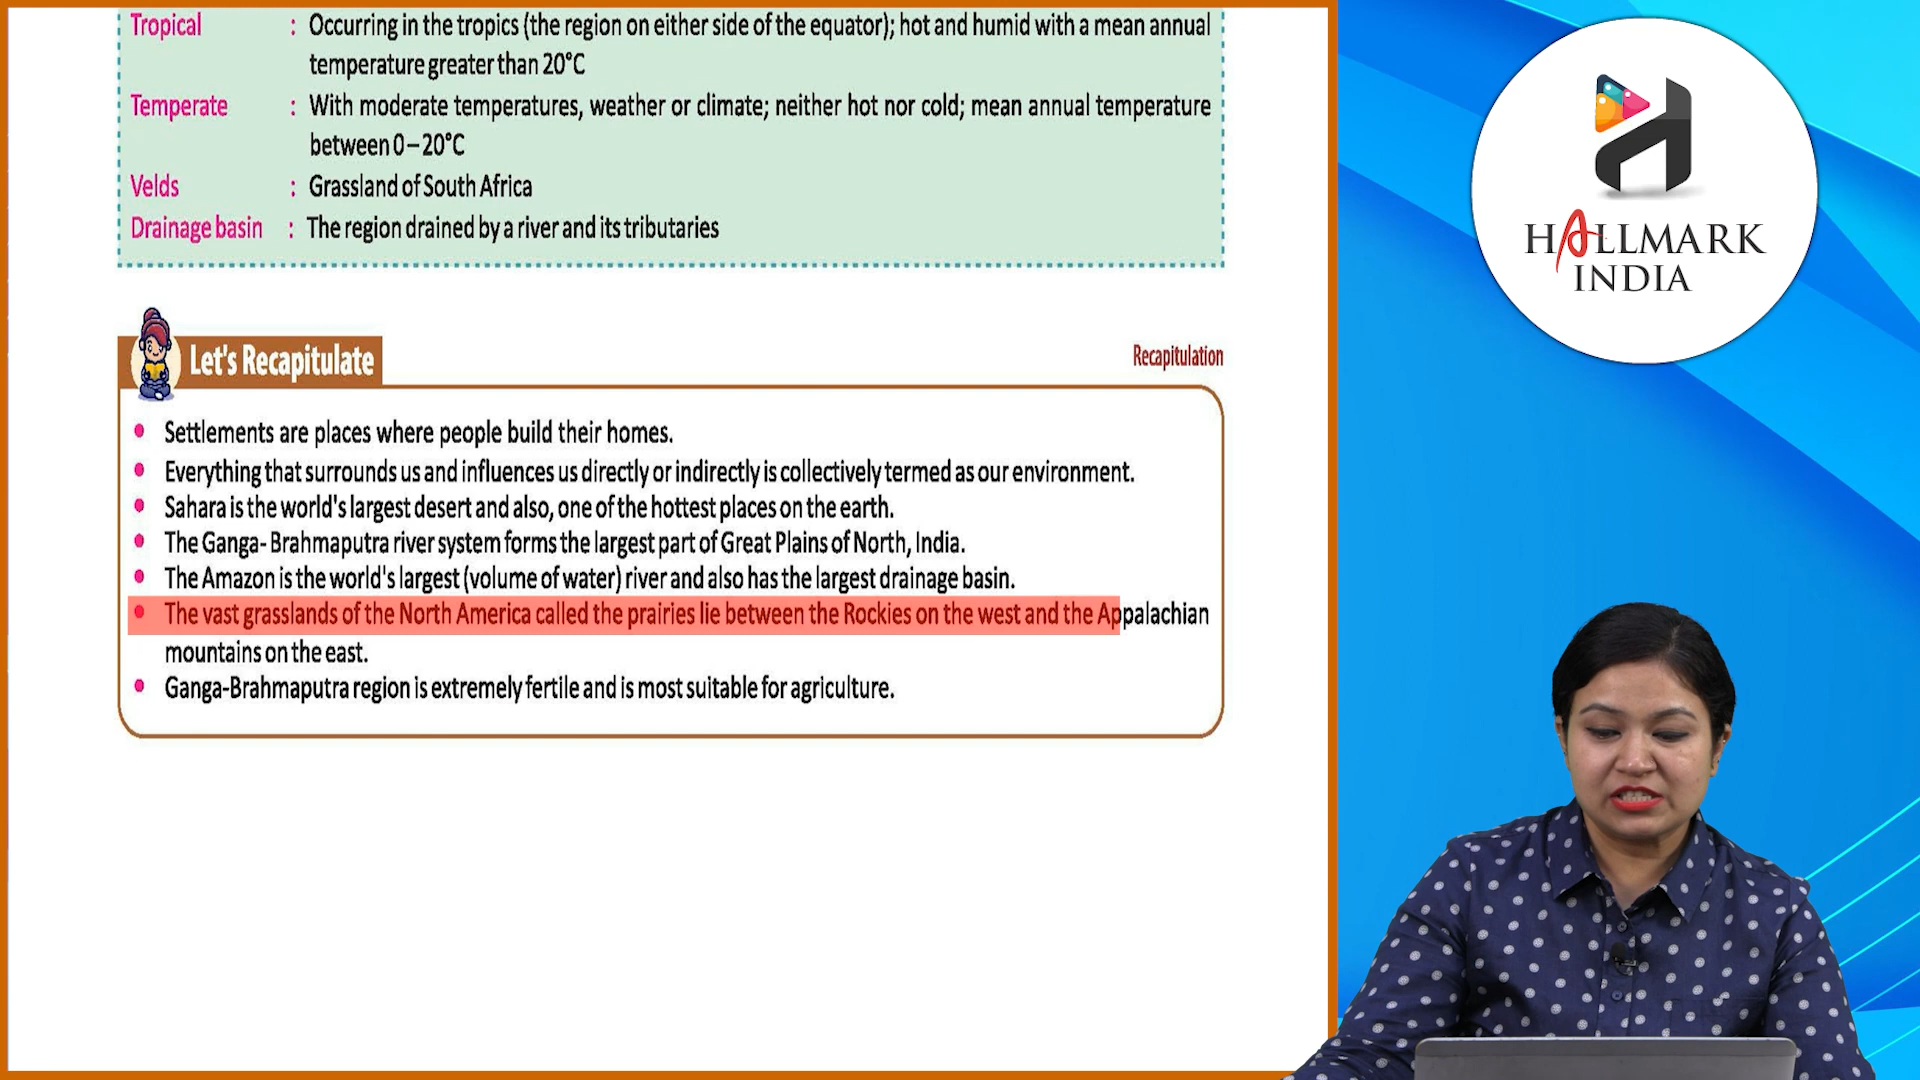 Tropical : Occurring in the tropics (the region on either side of the equator); hot and humid with a mean annual
temperature greater than 20°C
Temperate : With moderate temperatures, weather or climate; neither hot nor cold; mean annual temperature
between 0 – 20°C
Velds : Grassland of South Africa
Drainage basin : The region drained by a river and its tributaries
Let's Recapitulate
Recapitulation
• Settlements are places where people build their homes.
• Everything that surrounds us and influences us directly or indirectly is collectively termed as our environment.
• Sahara is the world's largest desert and also, one of the hottest places on the earth.
• The Ganga- Brahmaputra river system forms the largest part of Great Plains of North, India.
• The Amazon is the world's largest (volume of water) river and also has the largest drainage basin.
• The vast grasslands of the North America called the prairies lie between the Rockies on the west and the Appalachian
mountains on the east.
• Ganga-Brahmaputra region is extremely fertile and is most suitable for agriculture.
HALLMARK
INDIA